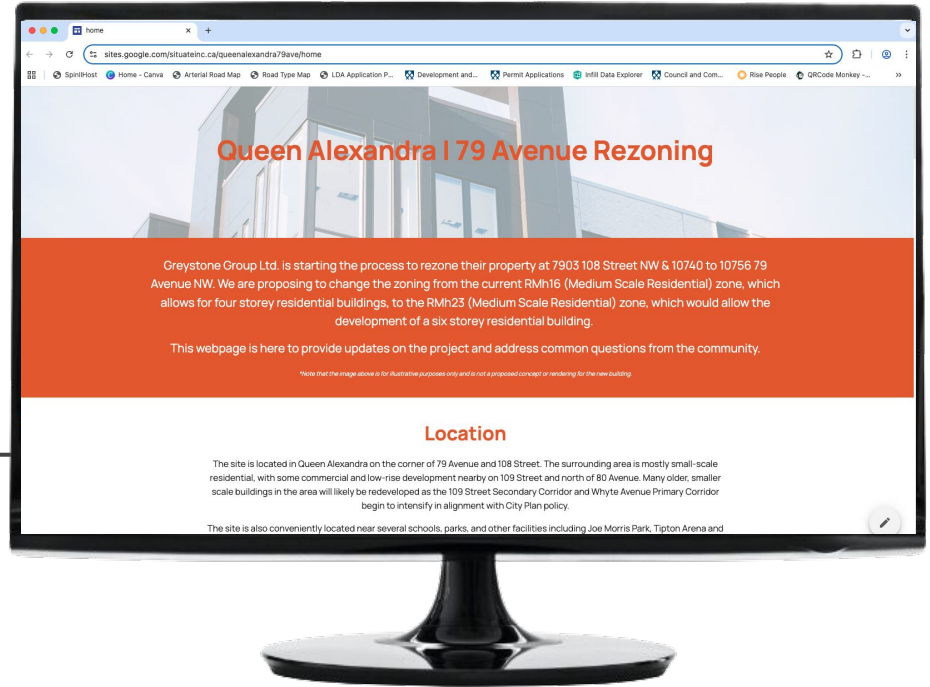 home
sites.google.com/situateinc.ca/queenalexandra79ave/home
SpinIlHost Home - Canva Arterial Road Map Road Type Map LDA Application P... Development and... Permit Applications Infill Data Explorer Council and Com... Rise People QRCode Monkey -...
Queen Alexandra | 79 Avenue Rezoning
Greystone Group Ltd. is starting the process to rezone their property at 7903 108 Street NW & 10740 to 10756 79
Avenue NW. We are proposing to change the zoning from the current RMh16 (Medium Scale Residential) zone, which
allows for four storey residential buildings, to the RMh23 (Medium Scale Residential) zone, which would allow the
development of a six storey residential building.
This webpage is here to provide updates on the project and address common questions from the community.
*Note that the image above is for illustrative purposes only and is not a proposed concept or rendering for the new building.
Location
The site is located in Queen Alexandra on the corner of 79 Avenue and 108 Street. The surrounding area is mostly small-scale
residential, with some commercial and low-rise development nearby on 109 Street and north of 80 Avenue. Many older, smaller
scale buildings in the area will likely be redeveloped as the 109 Street Secondary Corridor and Whyte Avenue Primary Corridor
begin to intensify in alignment with City Plan policy.
The site is also conveniently located near several schools, parks, and other facilities including Joe Morris Park, Tipton Arena and